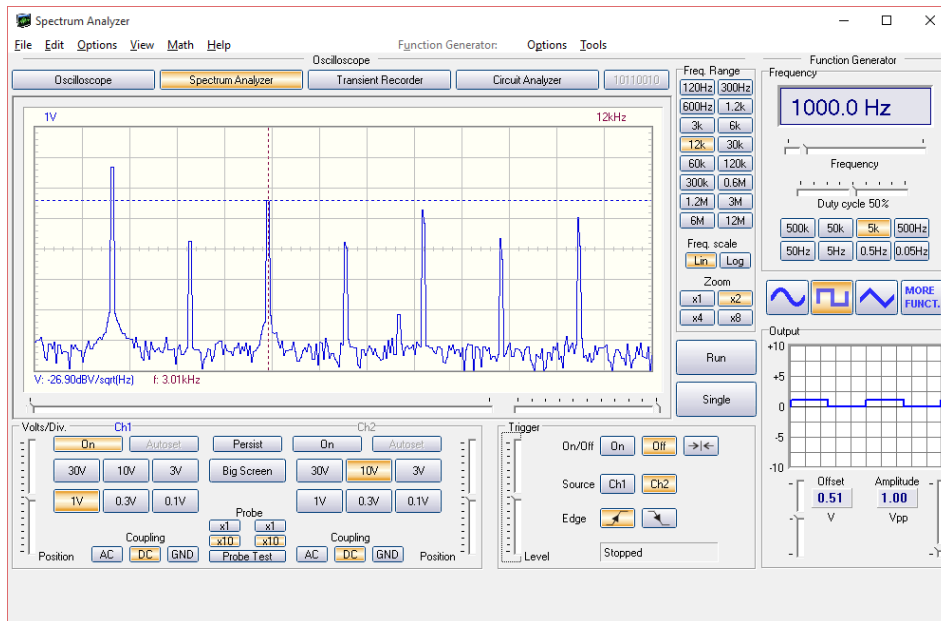 Spectrum Analyzer
File Edit Options View Math Help Function Generator: Options Tools
Oscilloscope
Oscilloscope Spectrum Analyzer Transient Recorder Circuit Analyzer 10110010
1V 12kHz
V: -26.90dBV/sqrt(Hz) f: 3.01kHz
Freq. Range
120Hz 300Hz
600Hz 1.2k
3k 6k
12k 30k
60k 120k
300k 0.6M
1.2M 3M
6M 12M
Freq. scale
Lin Log
Zoom
x1 x2
x4 x8
Run
Single
Function Generator
Frequency
1000.0 Hz
Frequency
Duty cycle 50%
500k 50k 5k 500Hz
50Hz 5Hz 0.5Hz 0.05Hz
MORE
FUNCT.
Output
+10
+5
0
-5
-10
Offset Amplitude
0.51 1.00
V Vpp
Volts/Div. Ch1 Ch2
On Autoset Persist On Autoset
30V 10V 3V Big Screen 30V 10V 3V
1V 0.3V 0.1V 1V 0.3V 0.1V
Probe
x1 x1
x10 x10
Probe Test
Coupling Coupling
Position AC DC GND AC DC GND Position
Trigger
On/Off On Off
Source Ch1 Ch2
Edge
Level Stopped